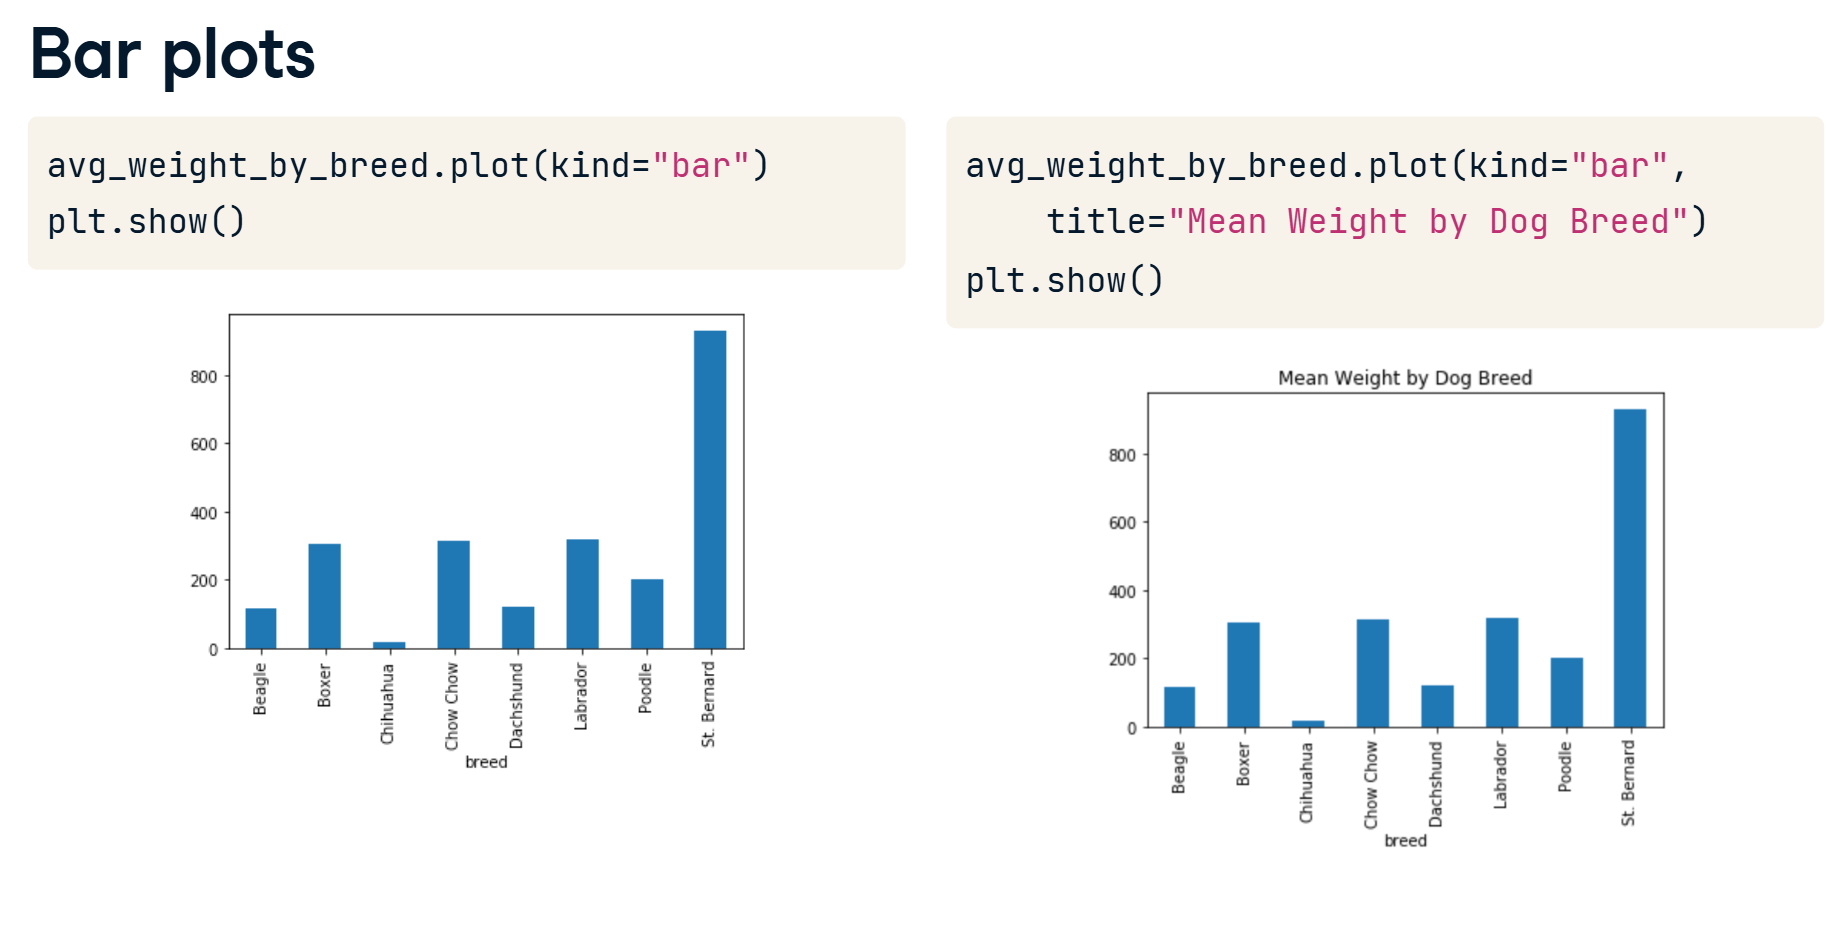 Bar plots
avg_weight_by_breed.plot(kind="bar")
plt.show()
800
600
400
200
0
Beagle
Boxer
Chihuahua
Chow Chow
Dachshund
Labrador
Poodle
St. Bernard
breed
avg_weight_by_breed.plot(kind="bar",
    title="Mean Weight by Dog Breed")
plt.show()
Mean Weight by Dog Breed
800
600
400
200
0
Beagle
Boxer
Chihuahua
Chow Chow
Dachshund
Labrador
Poodle
St. Bernard
breed